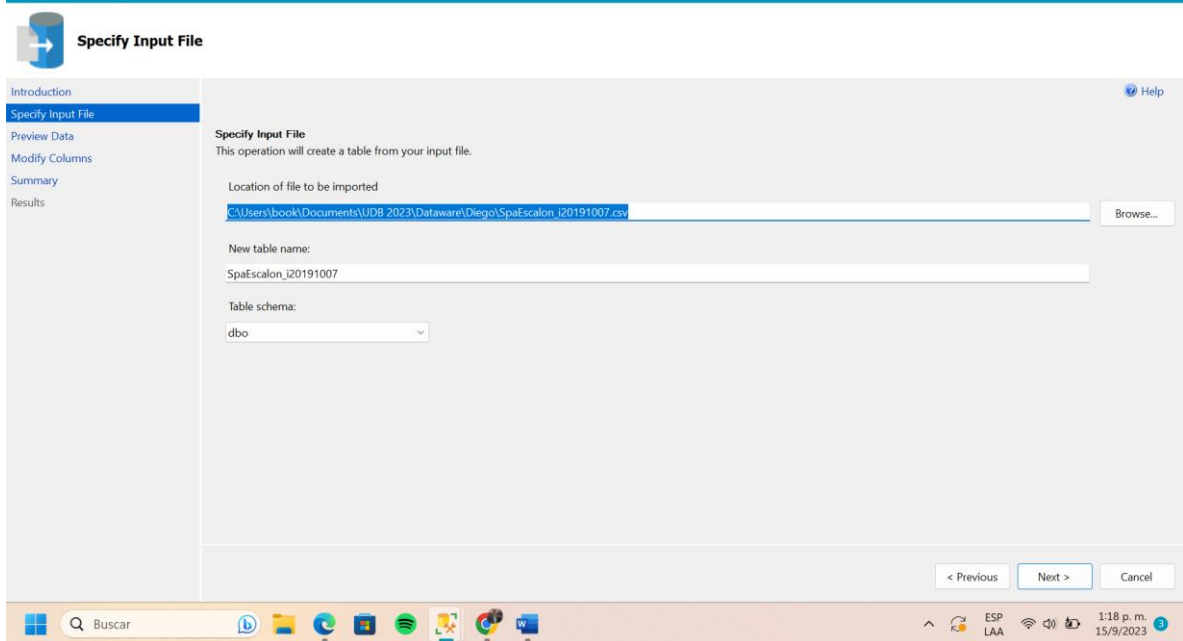 Specify Input File
Introduction
Help
Specify Input File
Preview Data
Specify Input File
This operation will create a table from your input file.
Modify Columns
Summary
Location of file to be imported
Results
C:\Users\book\Documents\UDB 2023\Dataware\Diego\SpaEscalon_i20191007.csv
Browse...
New table name:
SpaEscalon_i20191007
Table schema:
dbo
< Previous
Next >
Cancel
Buscar
ESP
LAA
1:18 p. m.
15/9/2023
3